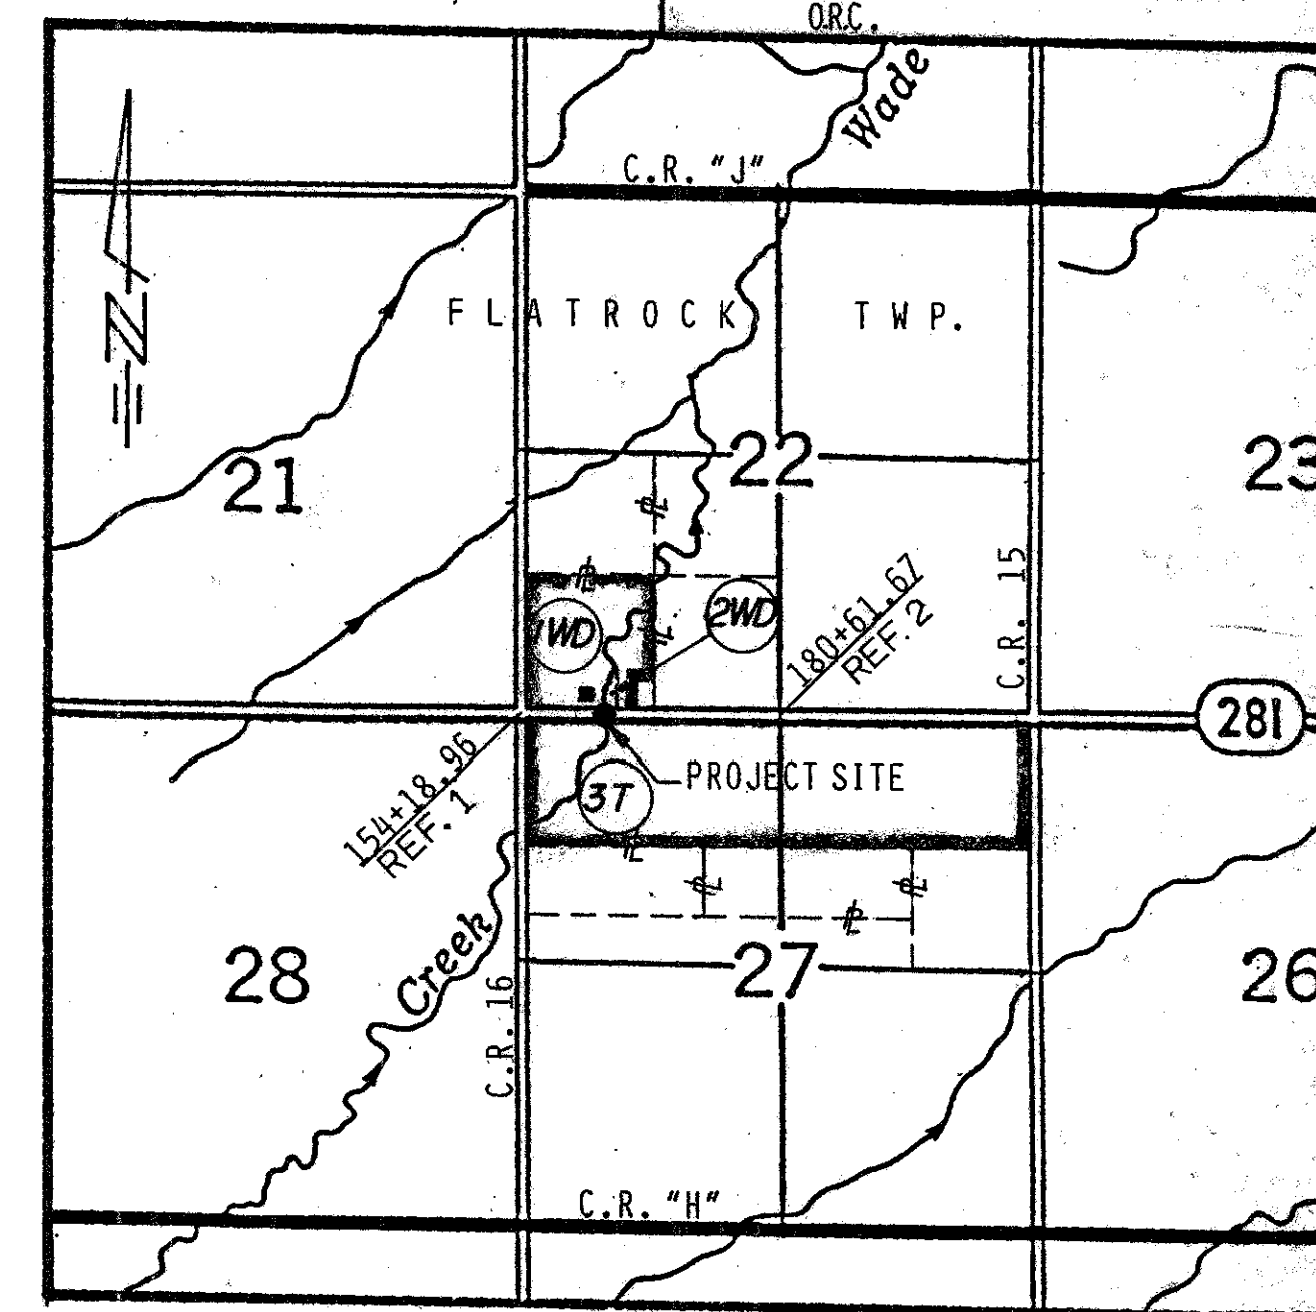 O.R.C.
Wade
C.R. "J"
N
FLATROCK TWP.
21
22
23
1WD
2WD
180+61.67
REF. 2
C.R. 15
281
154+18.96
REF. 1
PROJECT SITE
3T
28
Creek
C.R. 16
27
26
C.R. "H"